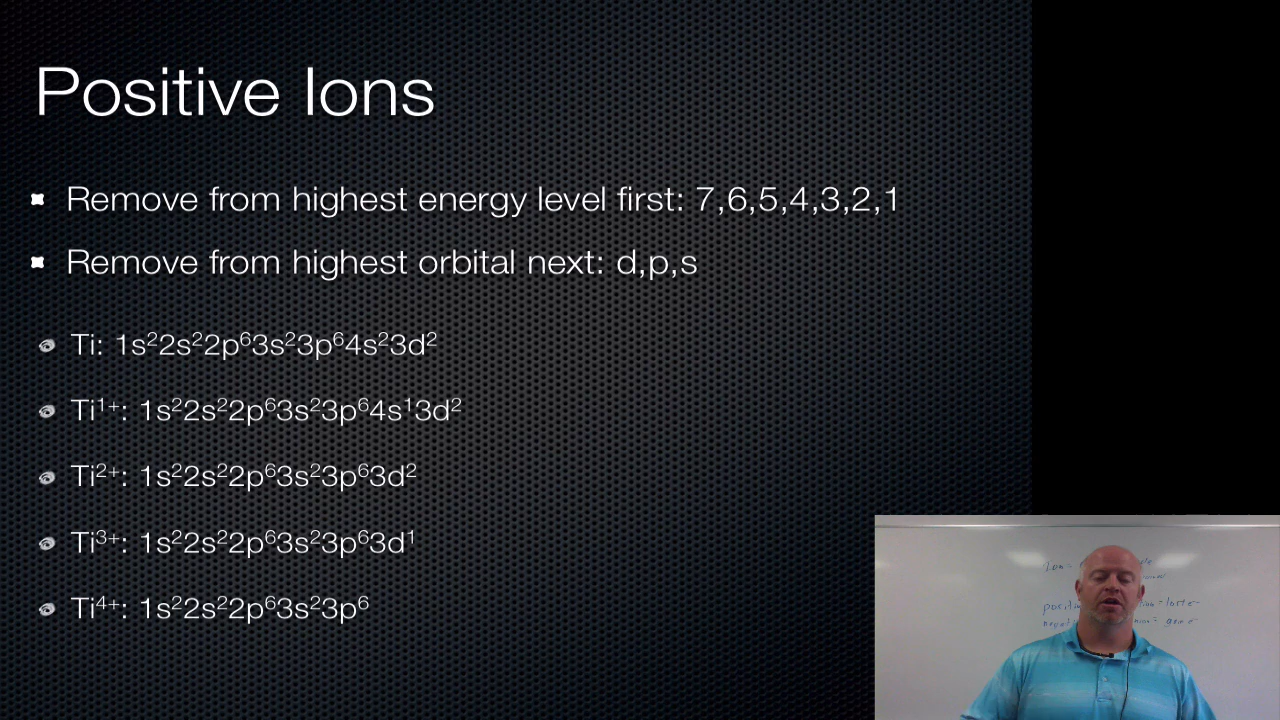 Positive Ions
Remove from highest energy level first: 7,6,5,4,3,2,1
Remove from highest orbital next: d,p,s
Ti: 1s²2s²2p⁶3s²3p⁶4s²3d²
Ti¹⁺: 1s²2s²2p⁶3s²3p⁶4s¹3d²
Ti²⁺: 1s²2s²2p⁶3s²3p⁶3d²
Ti³⁺: 1s²2s²2p⁶3s²3p⁶3d¹
Ti⁴⁺: 1s²2s²2p⁶3s²3p⁶